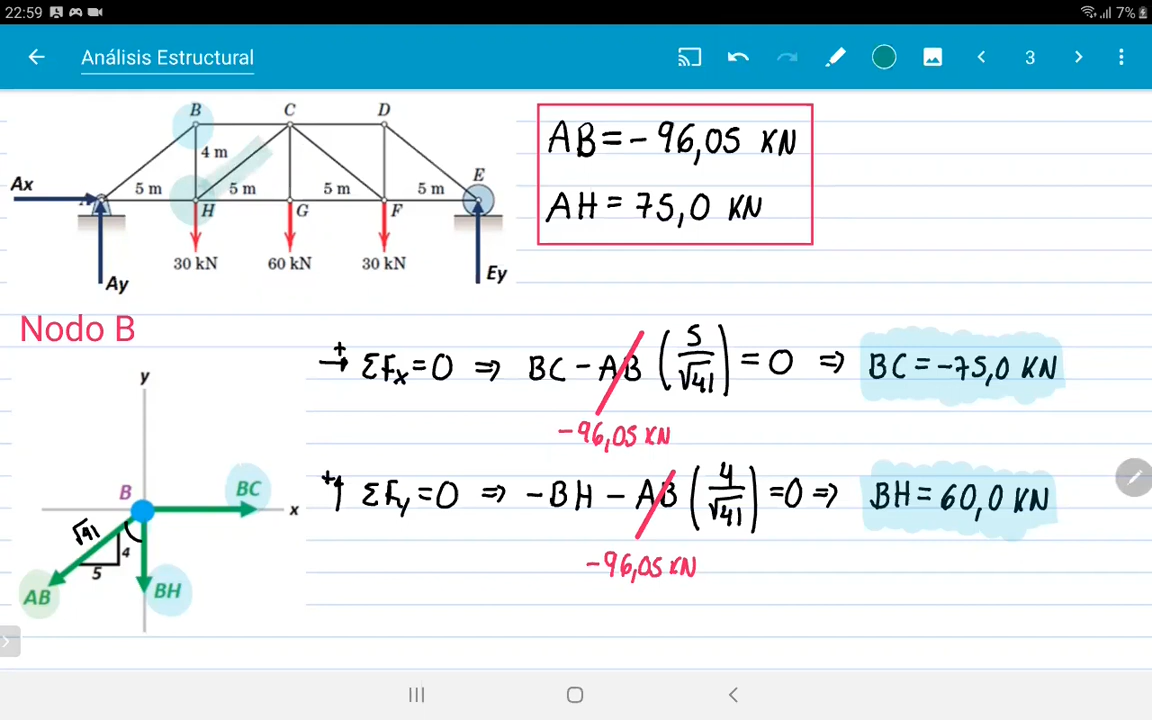 22:59
7%
Análisis Estructural
3
B C D
4 m
Ax
E
5 m 5 m 5 m 5 m
H G F
30 kN 60 kN 30 kN
Ay
Ey
AB = - 96,05 KN
AH = 75,0 KN
Nodo B
+→ ΣFx = 0 ⇒ BC - AB (5/√41) = 0 ⇒ BC = -75,0 KN
-96,05 KN
+↑ ΣFy = 0 ⇒ -BH - AB (4/√41) = 0 ⇒ BH = 60,0 KN
-96,05 KN
y
B
BC
x
√41
4
5
AB
BH